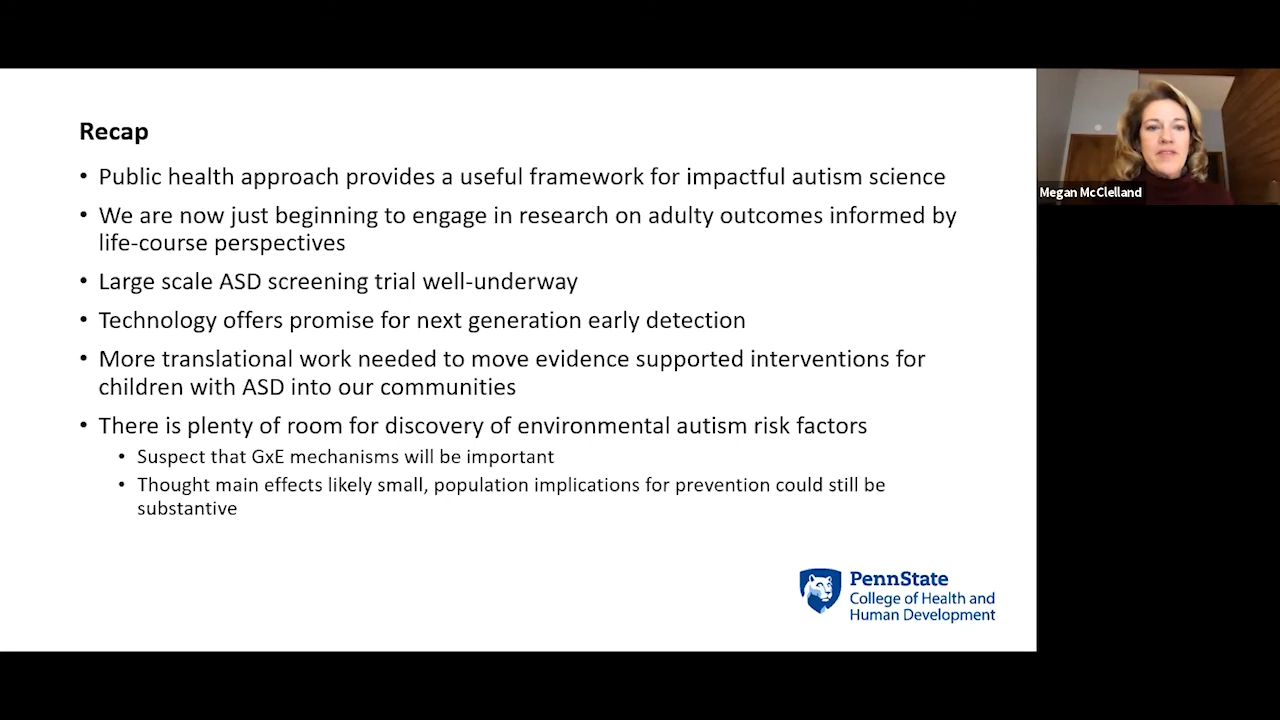 Recap
• Public health approach provides a useful framework for impactful autism science
• We are now just beginning to engage in research on adulty outcomes informed by
life-course perspectives
• Large scale ASD screening trial well-underway
• Technology offers promise for next generation early detection
• More translational work needed to move evidence supported interventions for
children with ASD into our communities
• There is plenty of room for discovery of environmental autism risk factors
• Suspect that GxE mechanisms will be important
• Thought main effects likely small, population implications for prevention could still be
substantive
PennState
College of Health and
Human Development
Megan McClelland